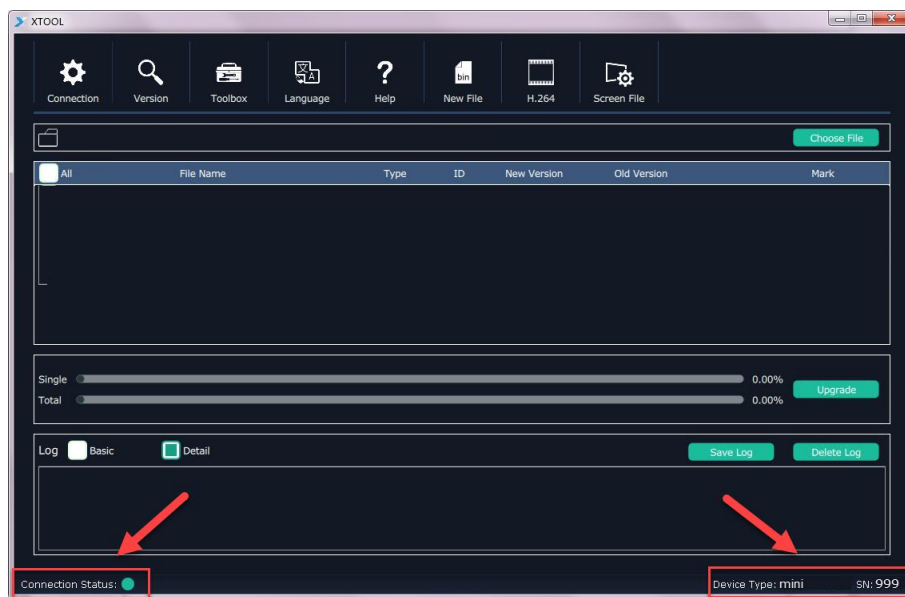 XTOOL
Connection Version Toolbox Language Help New File H.264 Screen File
文 A
bin
Choose File
All File Name Type ID New Version Old Version Mark
Single 0.00%
Total 0.00%
Upgrade
Log Basic Detail Save Log Delete Log
Connection Status: Device Type: mini SN: 999